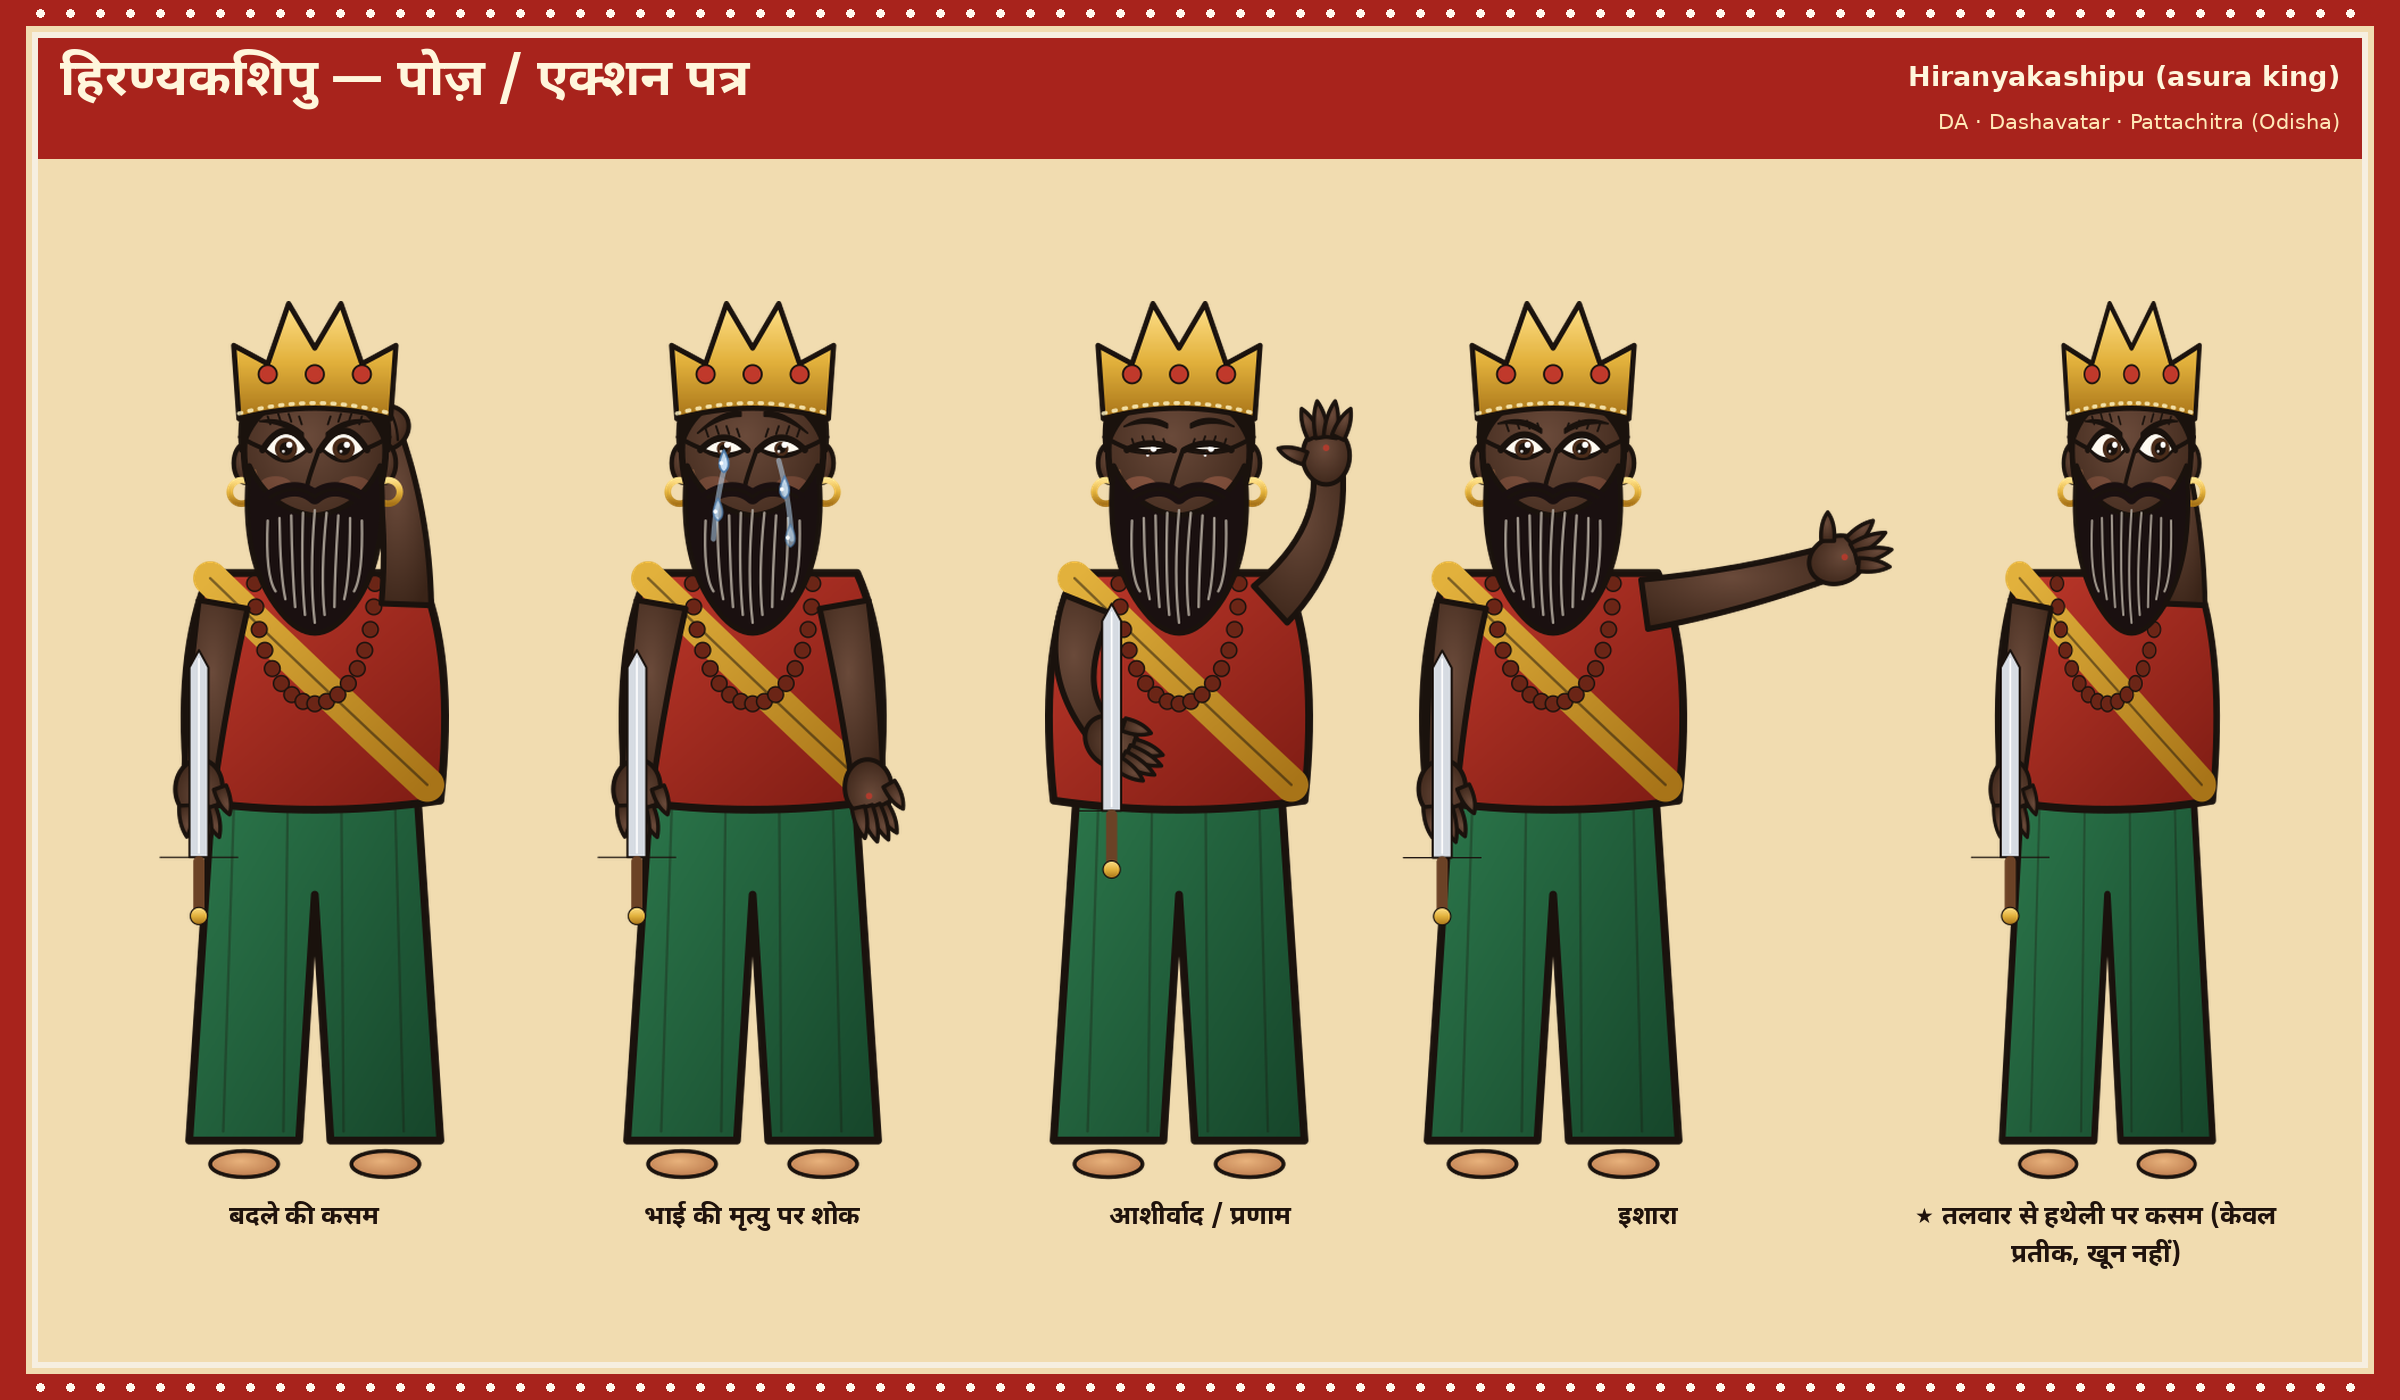 हिरण्यकशिपु — पोज़ / एक्शन पत्र
Hiranyakashipu (asura king)
DA · Dashavatar · Pattachitra (Odisha)
बदले की कसम
भाई की मृत्यु पर शोक
आशीर्वाद / प्रणाम
इशारा
★ तलवार से हथेली पर कसम (केवल
प्रतीक, खून नहीं)